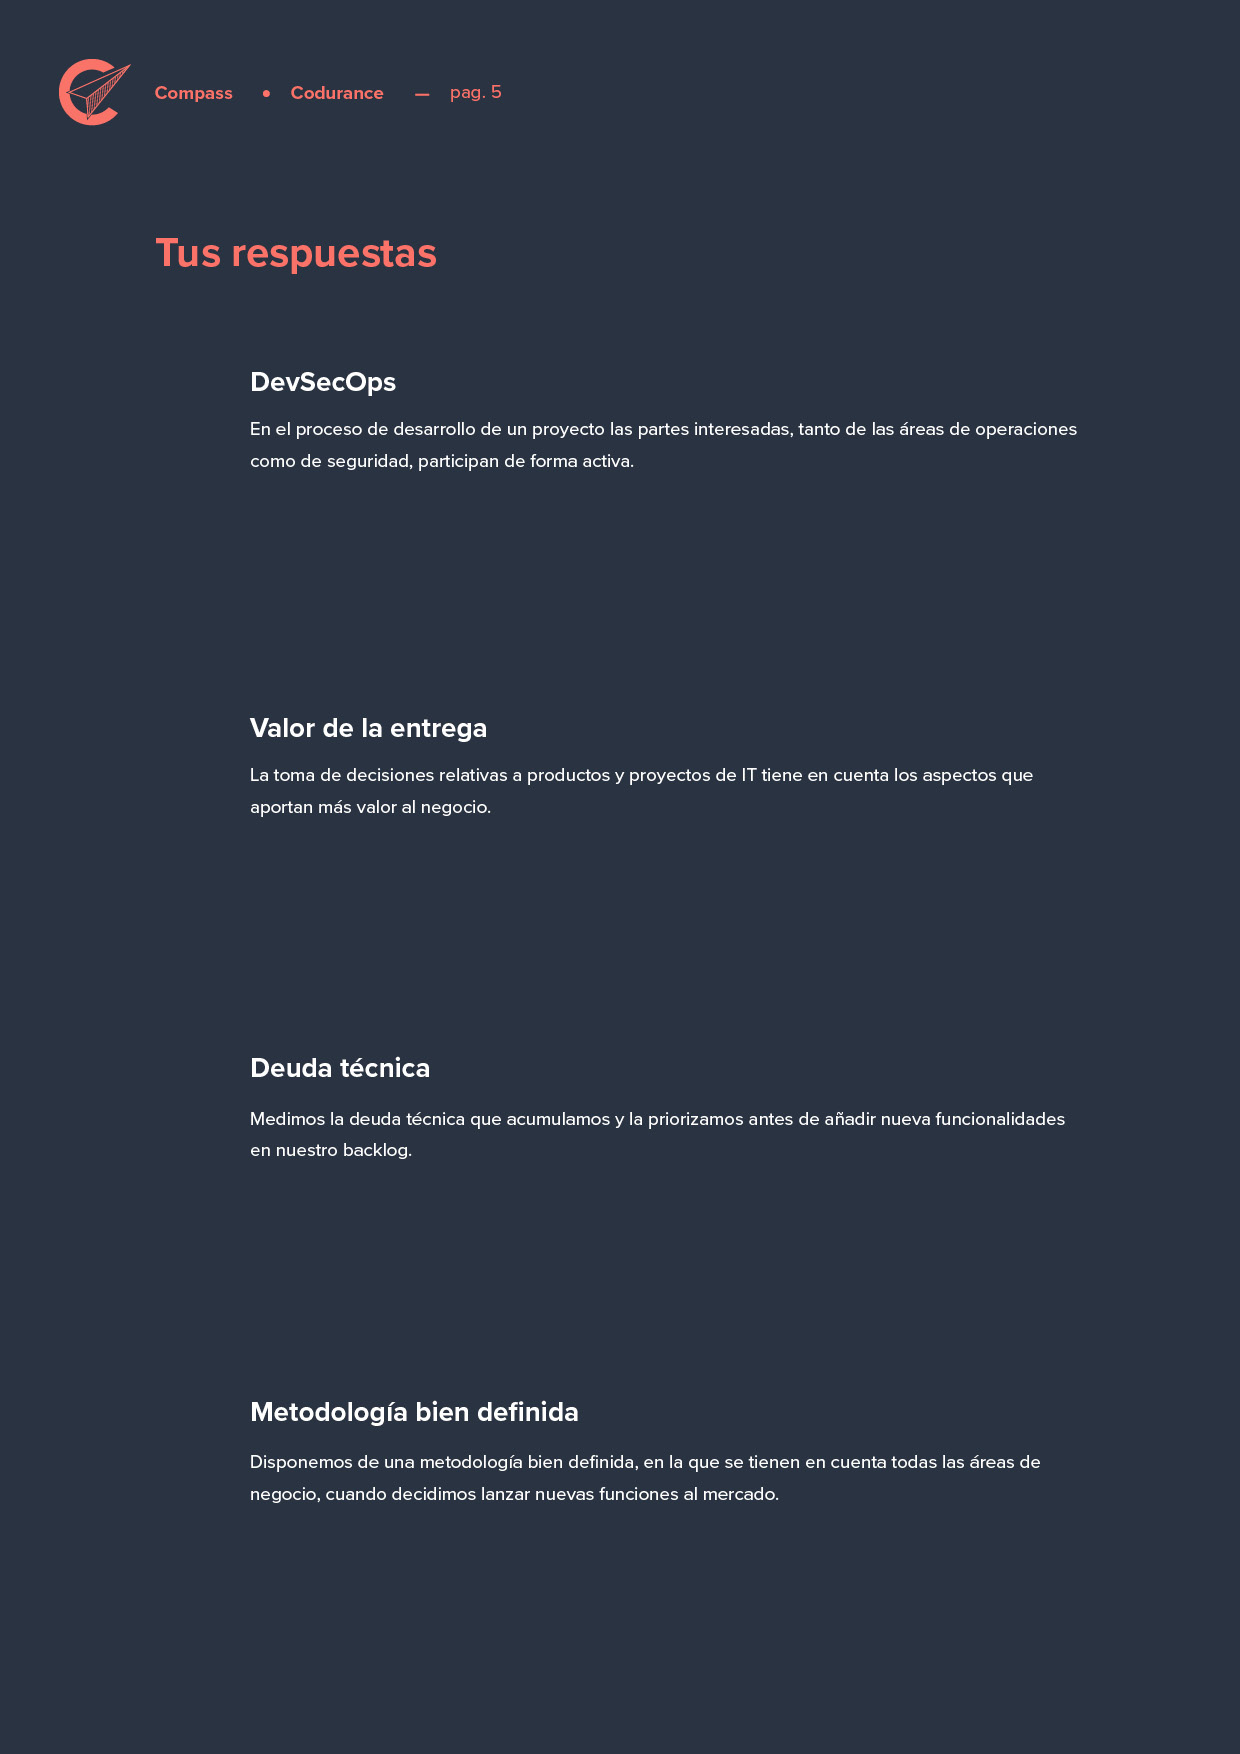 Compass • Codurance — pag. 5
Tus respuestas
DevSecOps
En el proceso de desarrollo de un proyecto las partes interesadas, tanto de las áreas de operaciones
como de seguridad, participan de forma activa.
Valor de la entrega
La toma de decisiones relativas a productos y proyectos de IT tiene en cuenta los aspectos que
aportan más valor al negocio.
Deuda técnica
Medimos la deuda técnica que acumulamos y la priorizamos antes de añadir nueva funcionalidades
en nuestro backlog.
Metodología bien definida
Disponemos de una metodología bien definida, en la que se tienen en cuenta todas las áreas de
negocio, cuando decidimos lanzar nuevas funciones al mercado.